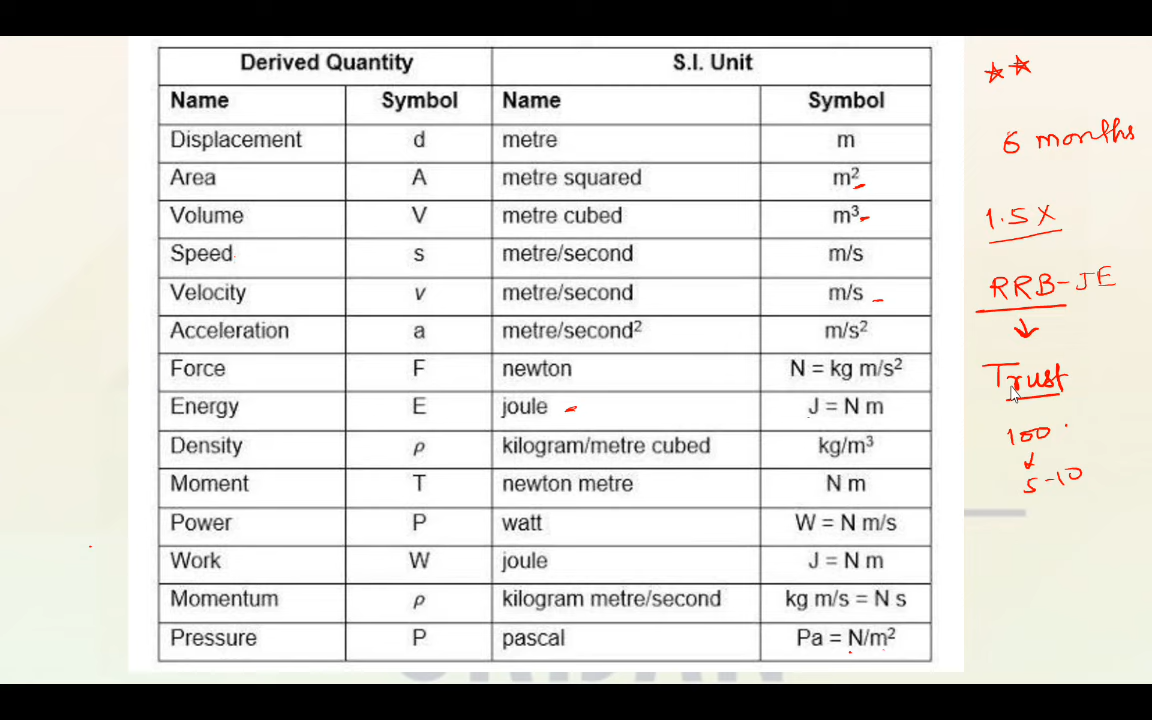 Derived Quantity S.I. Unit
Name Symbol Name Symbol
Displacement d metre m
Area A metre squared m²
Volume V metre cubed m³
Speed s metre/second m/s
Velocity v metre/second m/s
Acceleration a metre/second² m/s²
Force F newton N = kg m/s²
Energy E joule J = N m
Density ρ kilogram/metre cubed kg/m³
Moment T newton metre N m
Power P watt W = N m/s
Work W joule J = N m
Momentum ρ kilogram metre/second kg m/s = N s
Pressure P pascal Pa = N/m²
6 months
1.5 X
RRB-JE
Trust
100
5-10